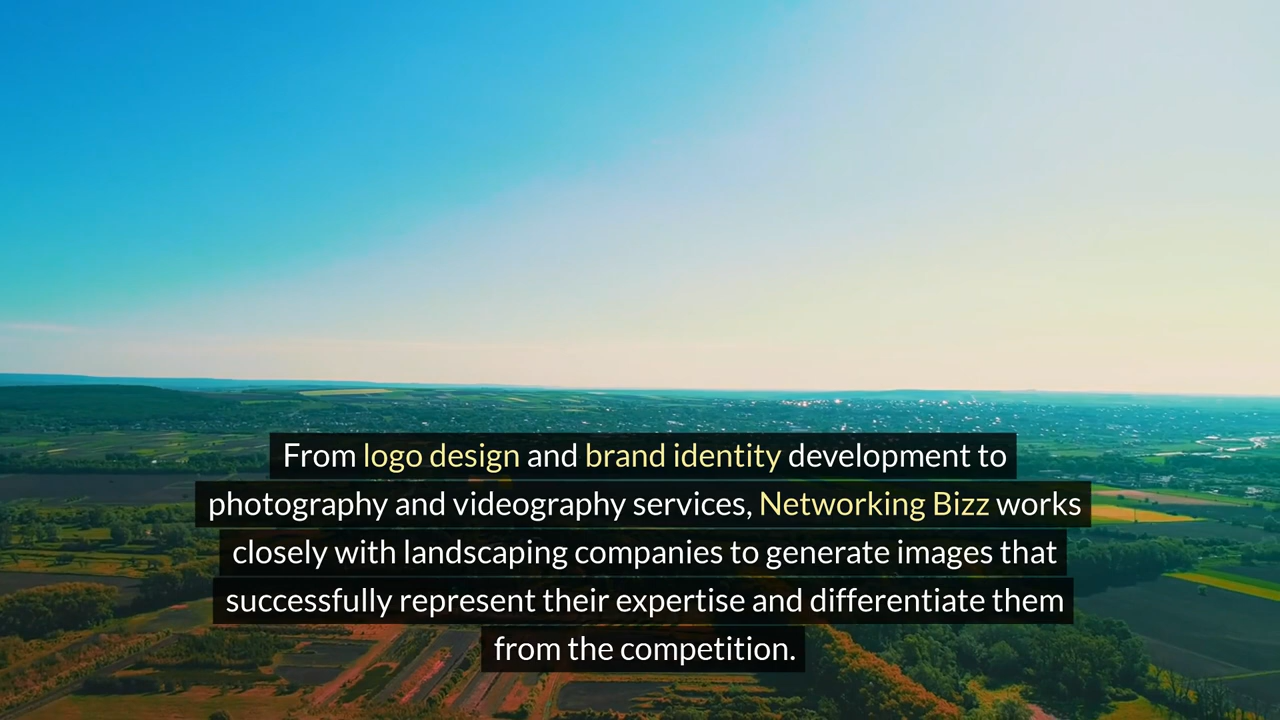 From logo design and brand identity development to
photography and videography services, Networking Bizz works
closely with landscaping companies to generate images that
successfully represent their expertise and differentiate them
from the competition.